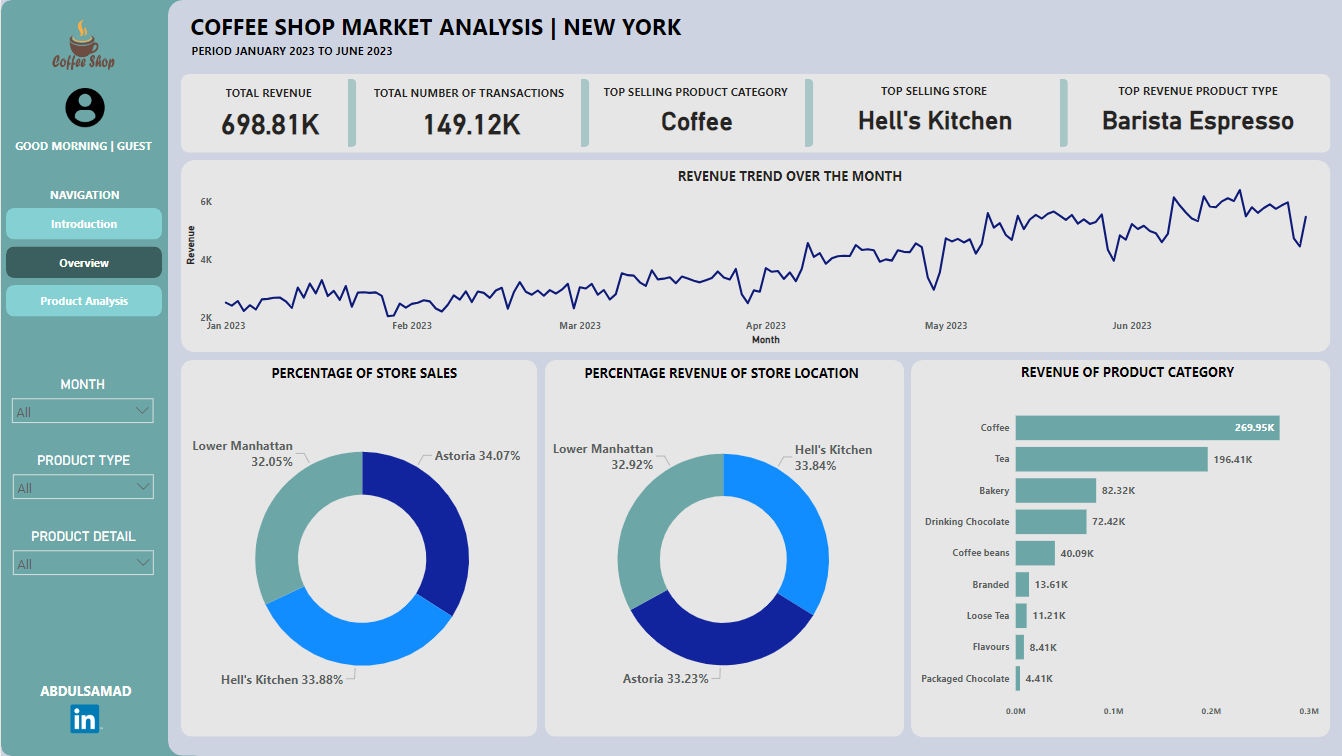 Coffee Shop
GOOD MORNING | GUEST
NAVIGATION
Introduction
Overview
Product Analysis
MONTH
All
PRODUCT TYPE
All
PRODUCT DETAIL
All
ABDULSAMAD
in
COFFEE SHOP MARKET ANALYSIS | NEW YORK
PERIOD JANUARY 2023 TO JUNE 2023
TOTAL REVENUE
698.81K
TOTAL NUMBER OF TRANSACTIONS
149.12K
TOP SELLING PRODUCT CATEGORY
Coffee
TOP SELLING STORE
Hell's Kitchen
TOP REVENUE PRODUCT TYPE
Barista Espresso
REVENUE TREND OVER THE MONTH
Revenue
6K
4K
2K
Jan 2023 Feb 2023 Mar 2023 Apr 2023 May 2023 Jun 2023
Month
PERCENTAGE OF STORE SALES
Lower Manhattan
32.05%
Astoria 34.07%
Hell's Kitchen 33.88%
PERCENTAGE REVENUE OF STORE LOCATION
Lower Manhattan
32.92%
Hell's Kitchen
33.84%
Astoria 33.23%
REVENUE OF PRODUCT CATEGORY
Coffee 269.95K
Tea 196.41K
Bakery 82.32K
Drinking Chocolate 72.42K
Coffee beans 40.09K
Branded 13.61K
Loose Tea 11.21K
Flavours 8.41K
Packaged Chocolate 4.41K
0.0M 0.1M 0.2M 0.3M